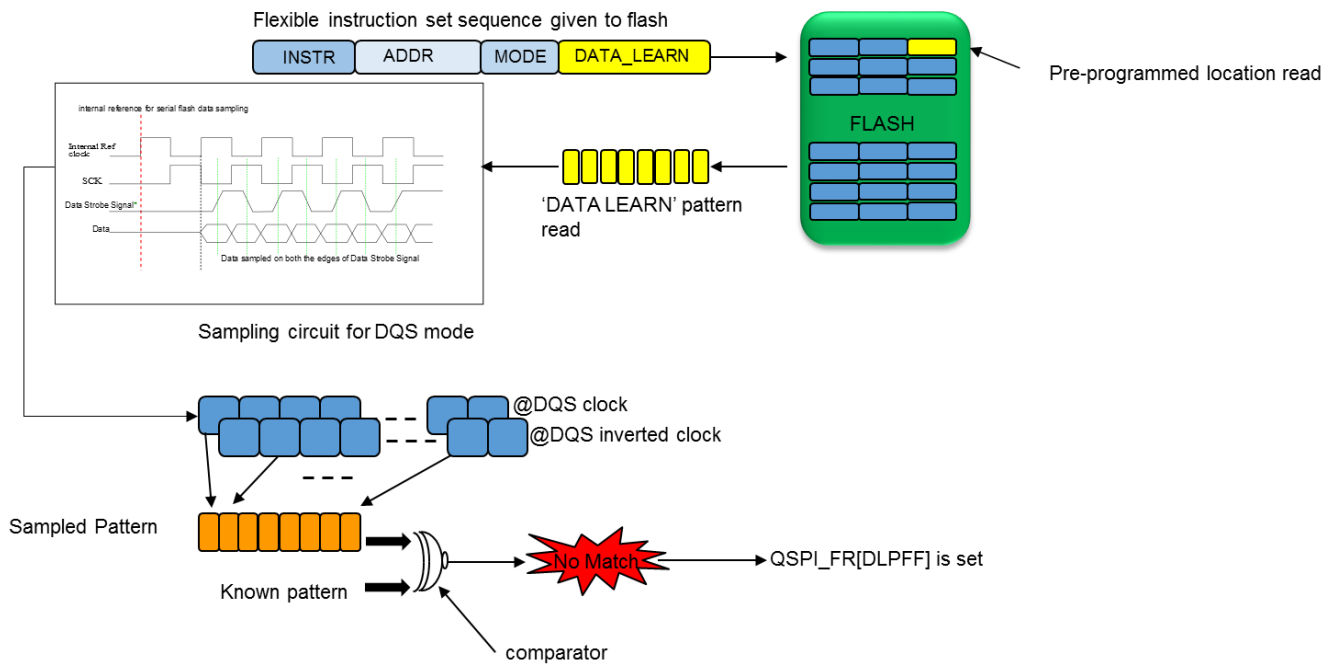 Flexible instruction set sequence given to flash
INSTR
ADDR
MODE
DATA_LEARN
Pre-programmed location read
FLASH
internal reference for serial flash data sampling
Internal Ref
clock
SCK
Data Strobe Signal*
Data
Data sampled on both the edges of Data Strobe Signal
‘DATA LEARN’ pattern
read
Sampling circuit for DQS mode
@DQS clock
@DQS inverted clock
Sampled Pattern
Known pattern
No Match
QSPI_FR[DLPFF] is set
comparator